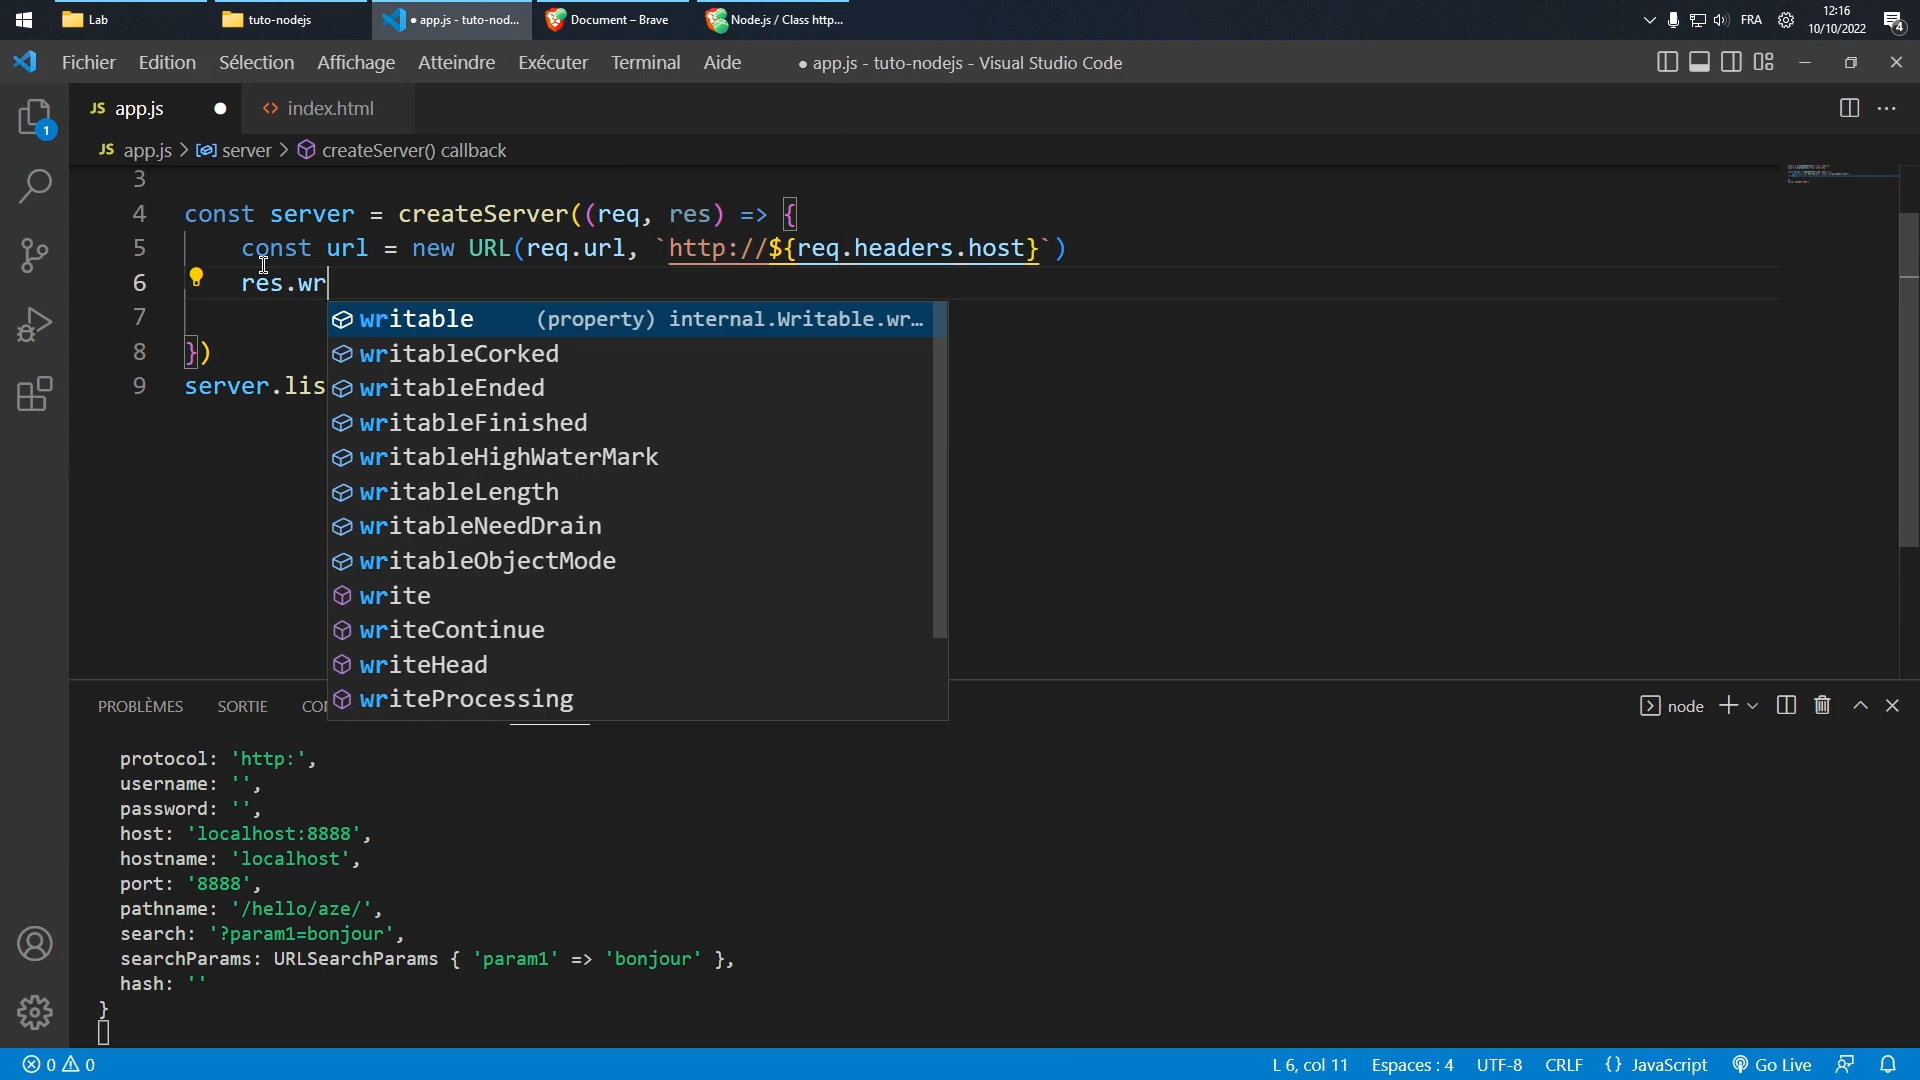 Lab
tuto-nodejs
● app.js - tuto-nod...
Document – Brave
Node.js / Class http...
FRA
12:16
10/10/2022
4
Fichier Edition Sélection Affichage Atteindre Exécuter Terminal Aide
● app.js - tuto-nodejs - Visual Studio Code
JS app.js ●
<> index.html
1
JS app.js > server > createServer() callback
3
4 const server = createServer((req, res) => {
5 const url = new URL(req.url, `http://${req.headers.host}`)
6 res.wr
7
8 })
9 server.lis
writable (property) internal.Writable.wr…
writableCorked
writableEnded
writableFinished
writableHighWaterMark
writableLength
writableNeedDrain
writableObjectMode
write
writeContinue
writeHead
writeProcessing
PROBLÈMES SORTIE
node
protocol: 'http:',
username: '',
password: '',
host: 'localhost:8888',
hostname: 'localhost',
port: '8888',
pathname: '/hello/aze/',
search: '?param1=bonjour',
searchParams: URLSearchParams { 'param1' => 'bonjour' },
hash: ''
}
0 0
L 6, col 11 Espaces : 4 UTF-8 CRLF {} JavaScript Go Live